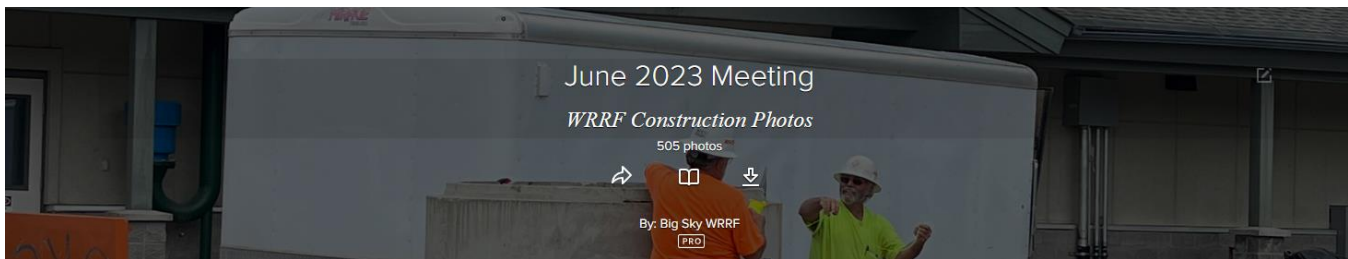 June 2023 Meeting
WRRF Construction Photos
505 photos
By: Big Sky WRRF
PRO